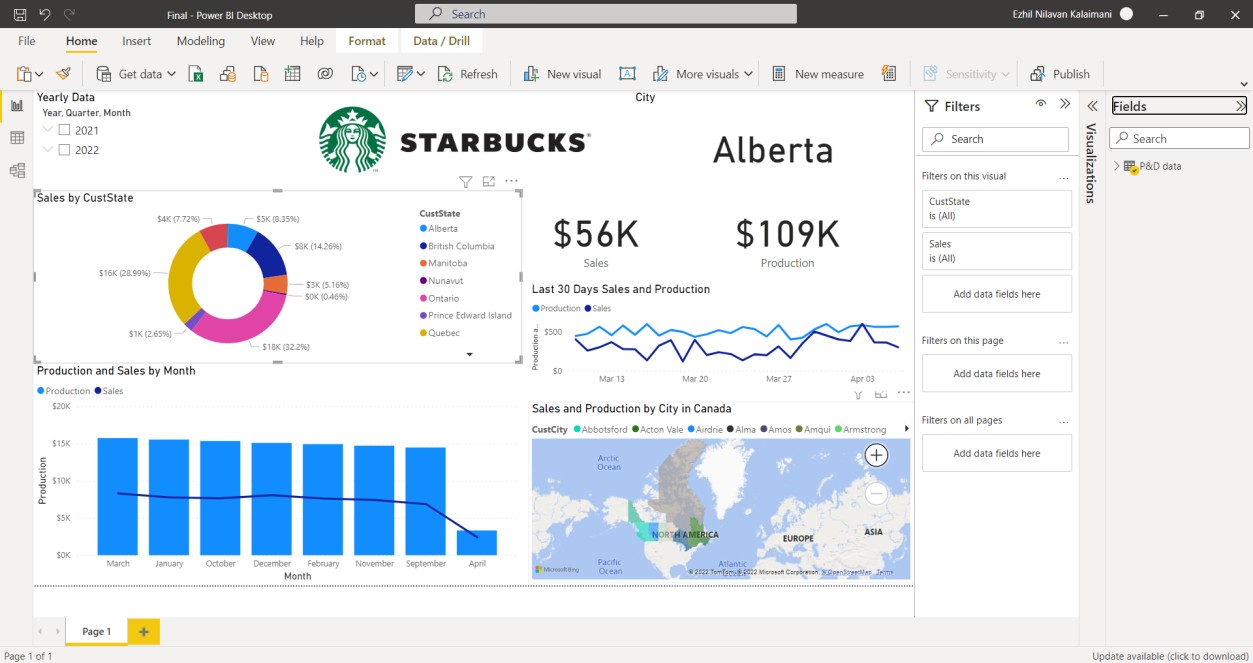 Final - Power BI Desktop
Search
Ezhil Nilavan Kalaimani
File Home Insert Modeling View Help Format Data / Drill
Get data Refresh New visual More visuals New measure Sensitivity Publish
Yearly Data
Year, Quarter, Month
2021
2022
STARBUCKS®
City
Alberta
Sales by CustState
$4K (7.72%)
$5K (8.35%)
$8K (14.26%)
$16K (28.99%)
$3K (5.16%)
$0K (0.46%)
$1K (2.65%)
$18K (32.2%)
CustState
Alberta
British Columbia
Manitoba
Nunavut
Ontario
Prince Edward Island
Quebec
$56K
Sales
$109K
Production
Last 30 Days Sales and Production
Production Sales
Production a...
$500
$0
Mar 13 Mar 20 Mar 27 Apr 03
Production and Sales by Month
Production Sales
Production
$20K
$15K
$10K
$5K
$0K
March January October December February November September April
Month
Sales and Production by City in Canada
CustCity Abbotsford Acton Vale Airdrie Alma Amos Amqui Armstrong
Arctic
Ocean
NORTH AMERICA
EUROPE
ASIA
Pacific
Ocean
Atlantic
Microsoft Bing
© 2022 TomTom, © 2022 Microsoft Corporation, © OpenStreetMap Terms
Filters
Search
Filters on this visual
...
CustState
is (All)
Sales
is (All)
Add data fields here
Filters on this page
...
Add data fields here
Filters on all pages
...
Add data fields here
Visualizations
Fields
Search
P&D data
Page 1
Page 1 of 1
Update available (click to download)